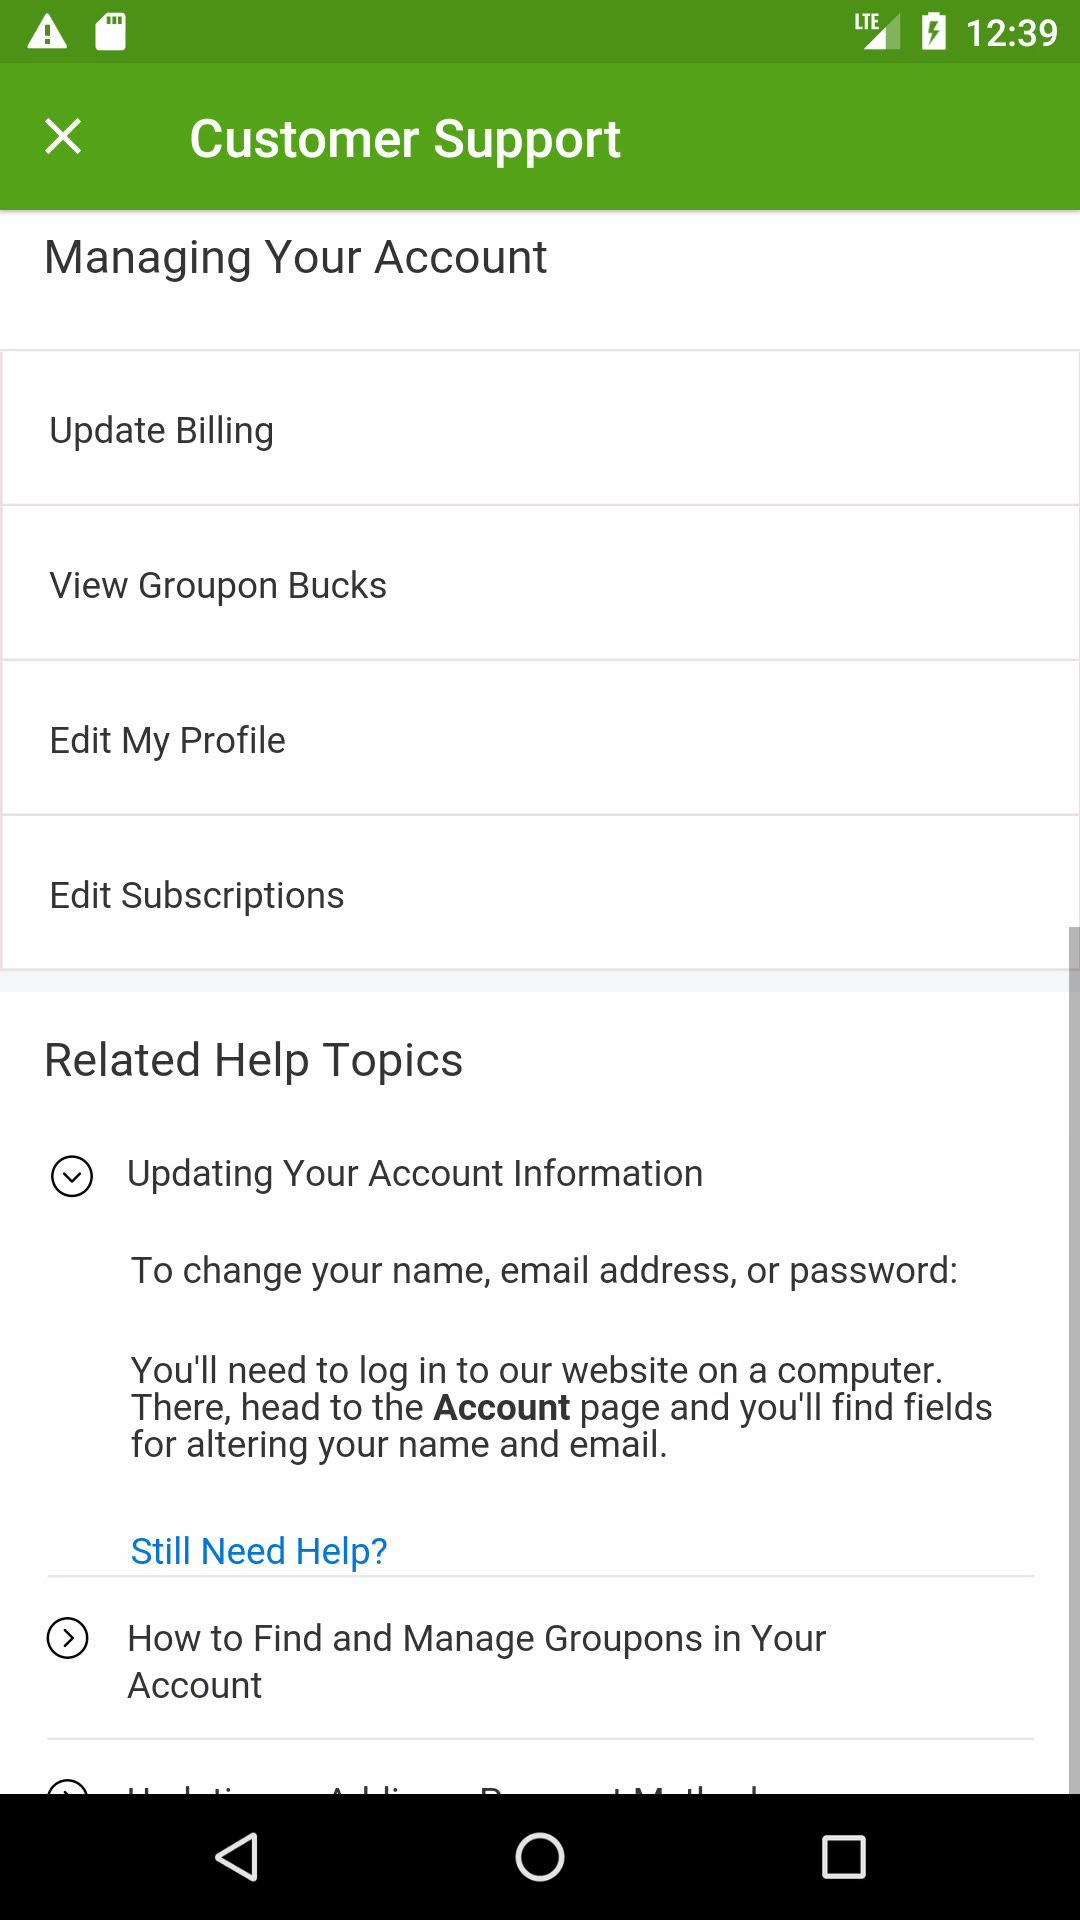 LTE 12:39
Customer Support
Managing Your Account
Update Billing
View Groupon Bucks
Edit My Profile
Edit Subscriptions
Related Help Topics
Updating Your Account Information
To change your name, email address, or password:
You'll need to log in to our website on a computer.
There, head to the Account page and you'll find fields
for altering your name and email.
Still Need Help?
How to Find and Manage Groupons in Your
Account